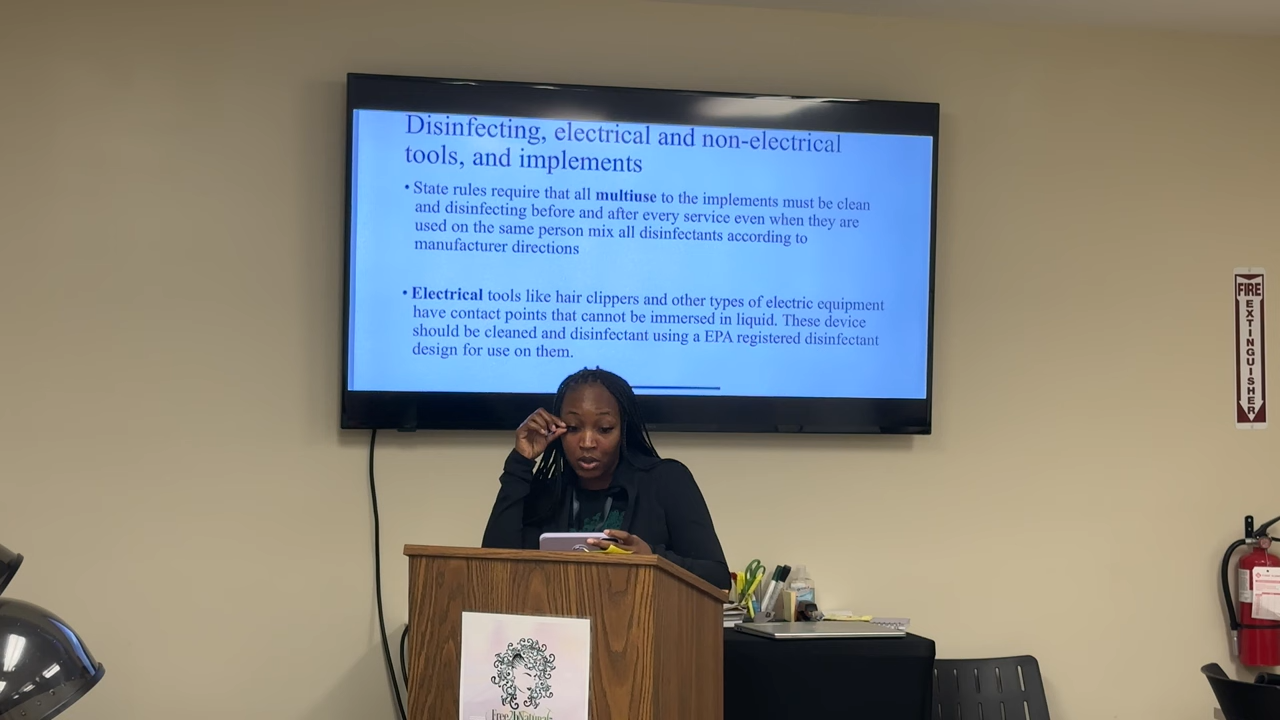 Disinfecting, electrical and non-electrical
tools, and implements
• State rules require that all multiuse to the implements must be clean
and disinfecting before and after every service even when they are
used on the same person mix all disinfectants according to
manufacturer directions
• Electrical tools like hair clippers and other types of electric equipment
have contact points that cannot be immersed in liquid. These device
should be cleaned and disinfectant using a EPA registered disinfectant
design for use on them.
FIRE
EXTINGUISHER